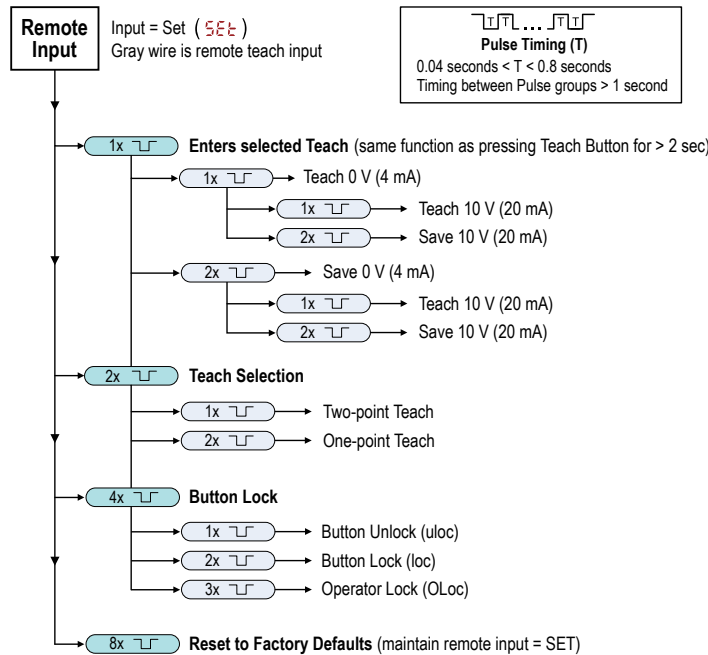 Remote Input
Input = Set ( SEt )
Gray wire is remote teach input
T T ... T
Pulse Timing (T)
0.04 seconds < T < 0.8 seconds
Timing between Pulse groups > 1 second
1x Enters selected Teach (same function as pressing Teach Button for > 2 sec)
1x Teach 0 V (4 mA)
1x Teach 10 V (20 mA)
2x Save 10 V (20 mA)
2x Save 0 V (4 mA)
1x Teach 10 V (20 mA)
2x Save 10 V (20 mA)
2x Teach Selection
1x Two-point Teach
2x One-point Teach
4x Button Lock
1x Button Unlock (uloc)
2x Button Lock (loc)
3x Operator Lock (OLoc)
8x Reset to Factory Defaults (maintain remote input = SET)